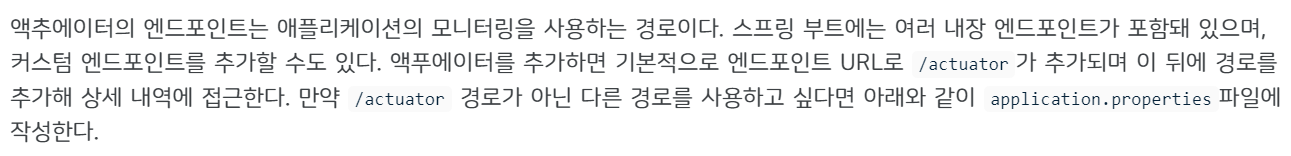 액추에이터의 엔드포인트는 애플리케이션의 모니터링을 사용하는 경로이다. 스프링 부트에는 여러 내장 엔드포인트가 포함돼 있으며,
커스텀 엔드포인트를 추가할 수도 있다. 액푸에이터를 추가하면 기본적으로 엔드포인트 URL로 /actuator 가 추가되며 이 뒤에 경로를
추가해 상세 내역에 접근한다. 만약 /actuator 경로가 아닌 다른 경로를 사용하고 싶다면 아래와 같이 application.properties 파일에
작성한다.